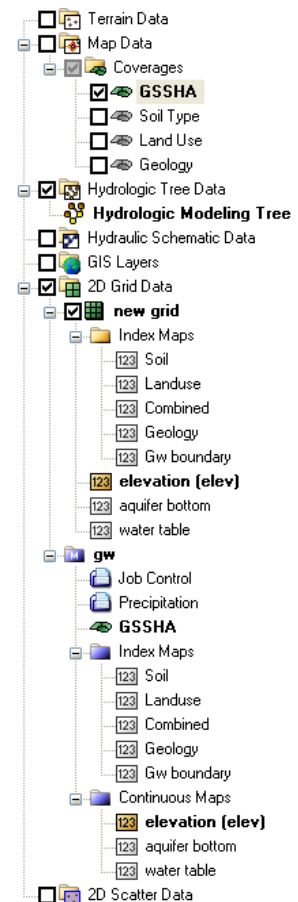 Terrain Data
Map Data
Coverages
GSSHA
Soil Type
Land Use
Geology
Hydrologic Tree Data
Hydrologic Modeling Tree
Hydraulic Schematic Data
GIS Layers
2D Grid Data
new grid
Index Maps
123 Soil
123 Landuse
123 Combined
123 Geology
123 Gw boundary
123 elevation (elev)
123 aquifer bottom
123 water table
M gw
Job Control
Precipitation
GSSHA
Index Maps
123 Soil
123 Landuse
123 Combined
123 Geology
123 Gw boundary
Continuous Maps
123 elevation (elev)
123 aquifer bottom
123 water table
2D Scatter Data